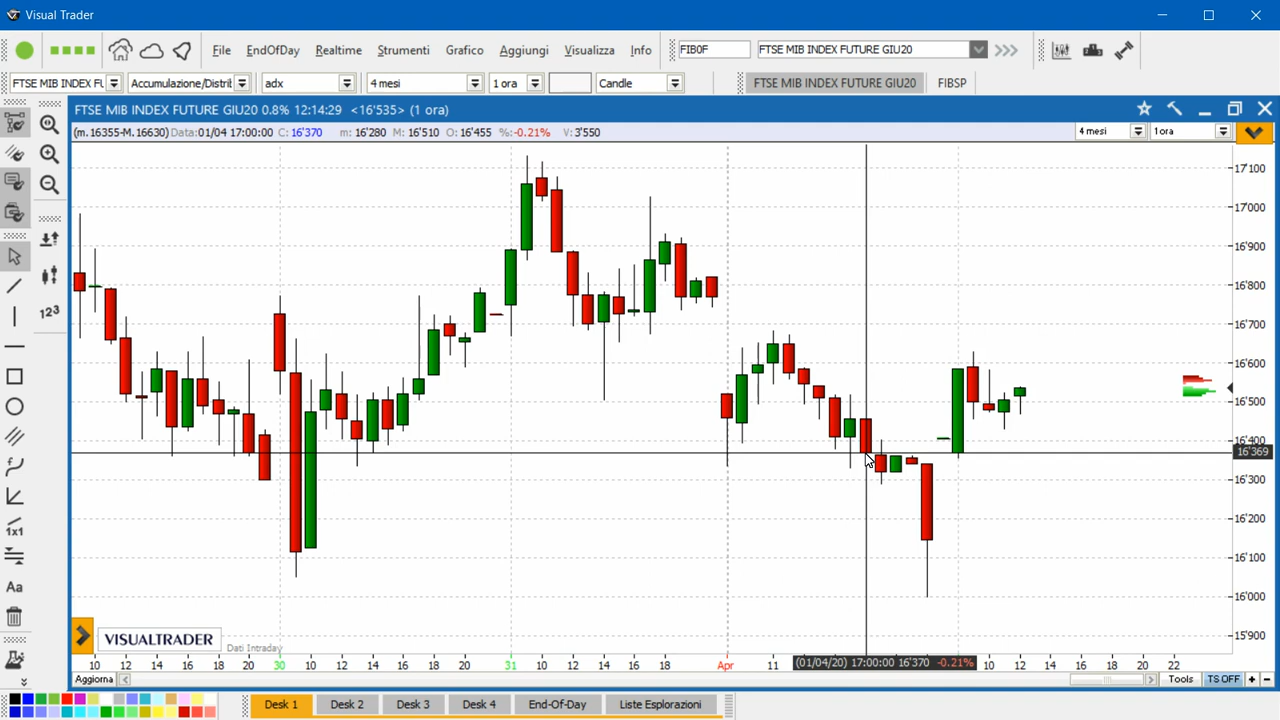 Visual Trader
File EndOfDay Realtime Strumenti Grafico Aggiungi Visualizza Info FIB0F FTSE MIB INDEX FUTURE GIU20
FTSE MIB INDEX FU Accumulazione/Distrib adx 4 mesi 1 ora Candle FTSE MIB INDEX FUTURE GIU20 FIBSP
FTSE MIB INDEX FUTURE GIU20 0.8% 12:14:29 <16'535> (1 ora)
(m.16355-M.16630) Data:01/04 17:00:00 C: 16'370 m: 16'280 M: 16'510 O: 16'455 %:-0.21% V: 3'550 4 mesi 1 ora
17'100
17'000
16'900
16'800
16'700
16'600
16'500
16'400
16'369
16'300
16'200
16'100
16'000
15'900
123
1x1
Aa
VISUALTRADER
Dati Intraday
10 12 14 16 18 20 30 10 12 14 16 18 20 31 10 12 14 16 18 Apr 11 (01/04/20) 17:00:00 16'370 -0.21% 10 12 14 16 18 20 22
Aggiorna Tools TS OFF
Desk 1 Desk 2 Desk 3 Desk 4 End-Of-Day Liste Esplorazioni